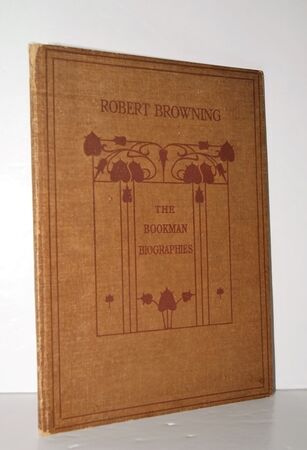 ROBERT BROWNING
THE
BOOKMAN
BIOGRAPHIES